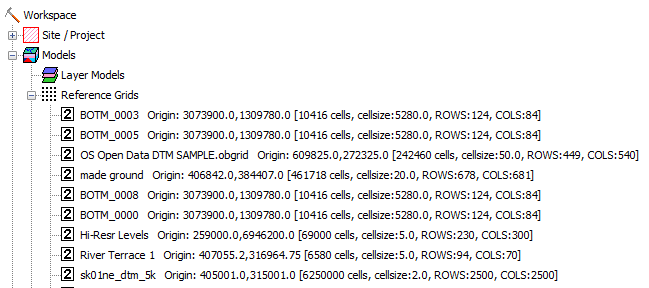 Workspace
Site / Project
Models
Layer Models
Reference Grids
2 BOTM_0003 Origin: 3073900.0,1309780.0 [10416 cells, cellsize:5280.0, ROWS:124, COLS:84]
2 BOTM_0005 Origin: 3073900.0,1309780.0 [10416 cells, cellsize:5280.0, ROWS:124, COLS:84]
2 OS Open Data DTM SAMPLE.obgrid Origin: 609825.0,272325.0 [242460 cells, cellsize:50.0, ROWS:449, COLS:540]
2 made ground Origin: 406842.0,384407.0 [461718 cells, cellsize:20.0, ROWS:678, COLS:681]
2 BOTM_0008 Origin: 3073900.0,1309780.0 [10416 cells, cellsize:5280.0, ROWS:124, COLS:84]
2 BOTM_0000 Origin: 3073900.0,1309780.0 [10416 cells, cellsize:5280.0, ROWS:124, COLS:84]
2 Hi-Resr Levels Origin: 259000.0,6946200.0 [69000 cells, cellsize:5.0, ROWS:230, COLS:300]
2 River Terrace 1 Origin: 407055.2,316964.75 [6580 cells, cellsize:5.0, ROWS:94, COLS:70]
2 sk01ne_dtm_5k Origin: 405001.0,315001.0 [6250000 cells, cellsize:2.0, ROWS:2500, COLS:2500]